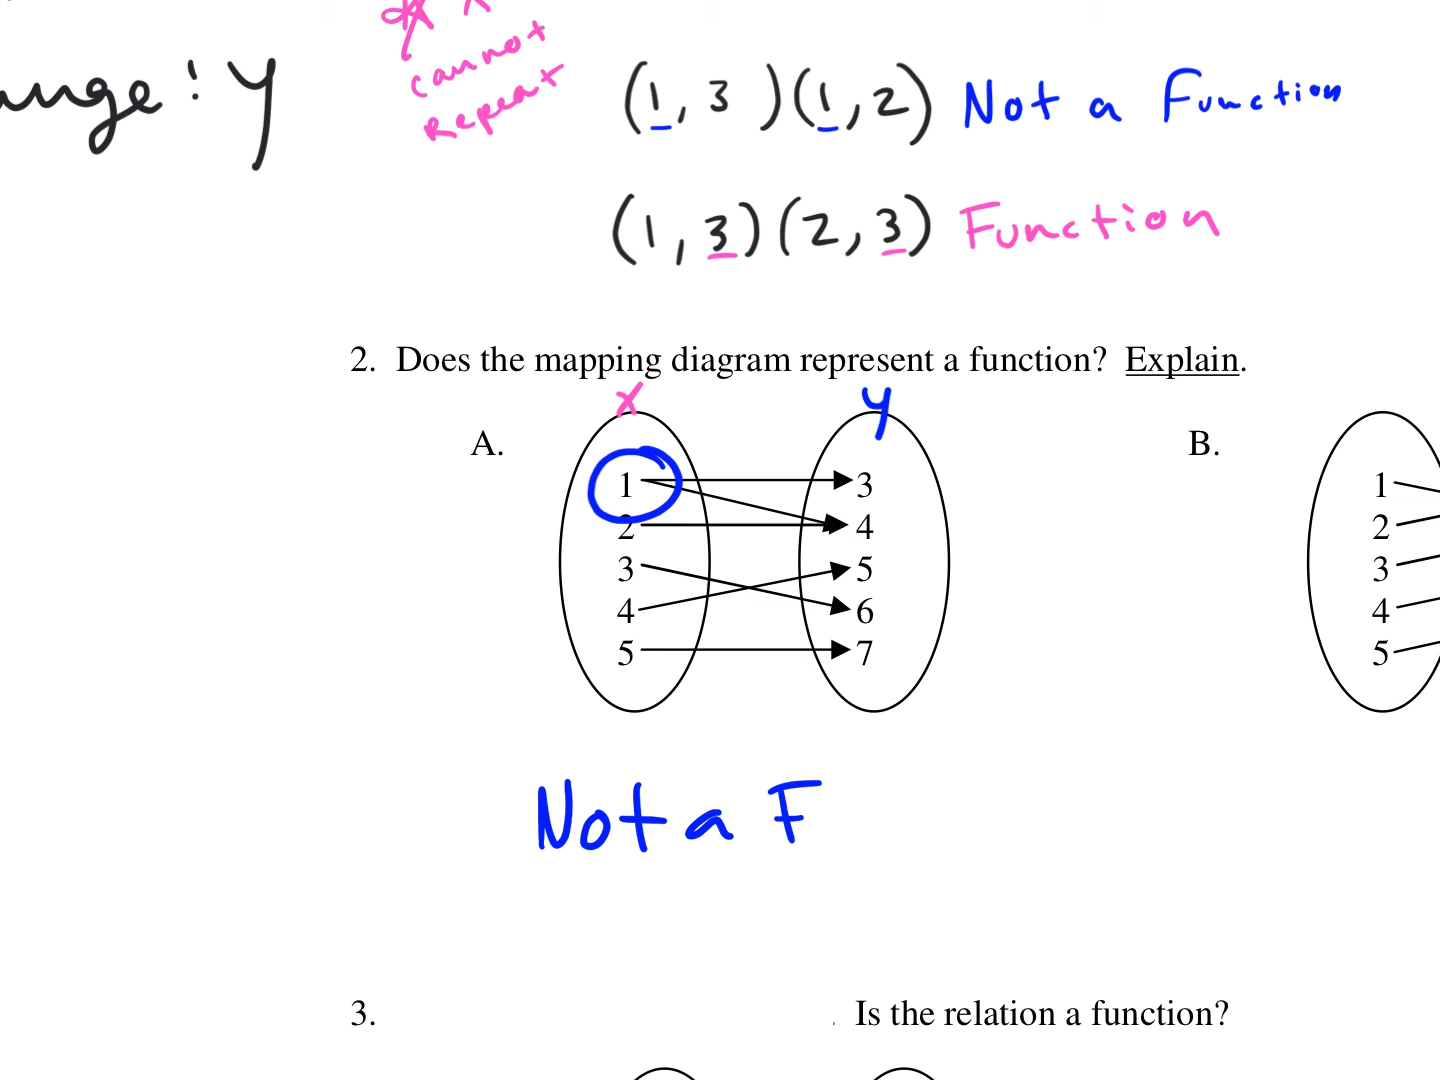 x
cannot
repeat
ange: y
(1, 3)(1, 2) Not a Function
(1, 3)(2, 3) Function
2. Does the mapping diagram represent a function? Explain.
x y
A. B.
1 3 1
2 4 2
3 5 3
4 6 4
5 7 5
Not a F
3. Is the relation a function?